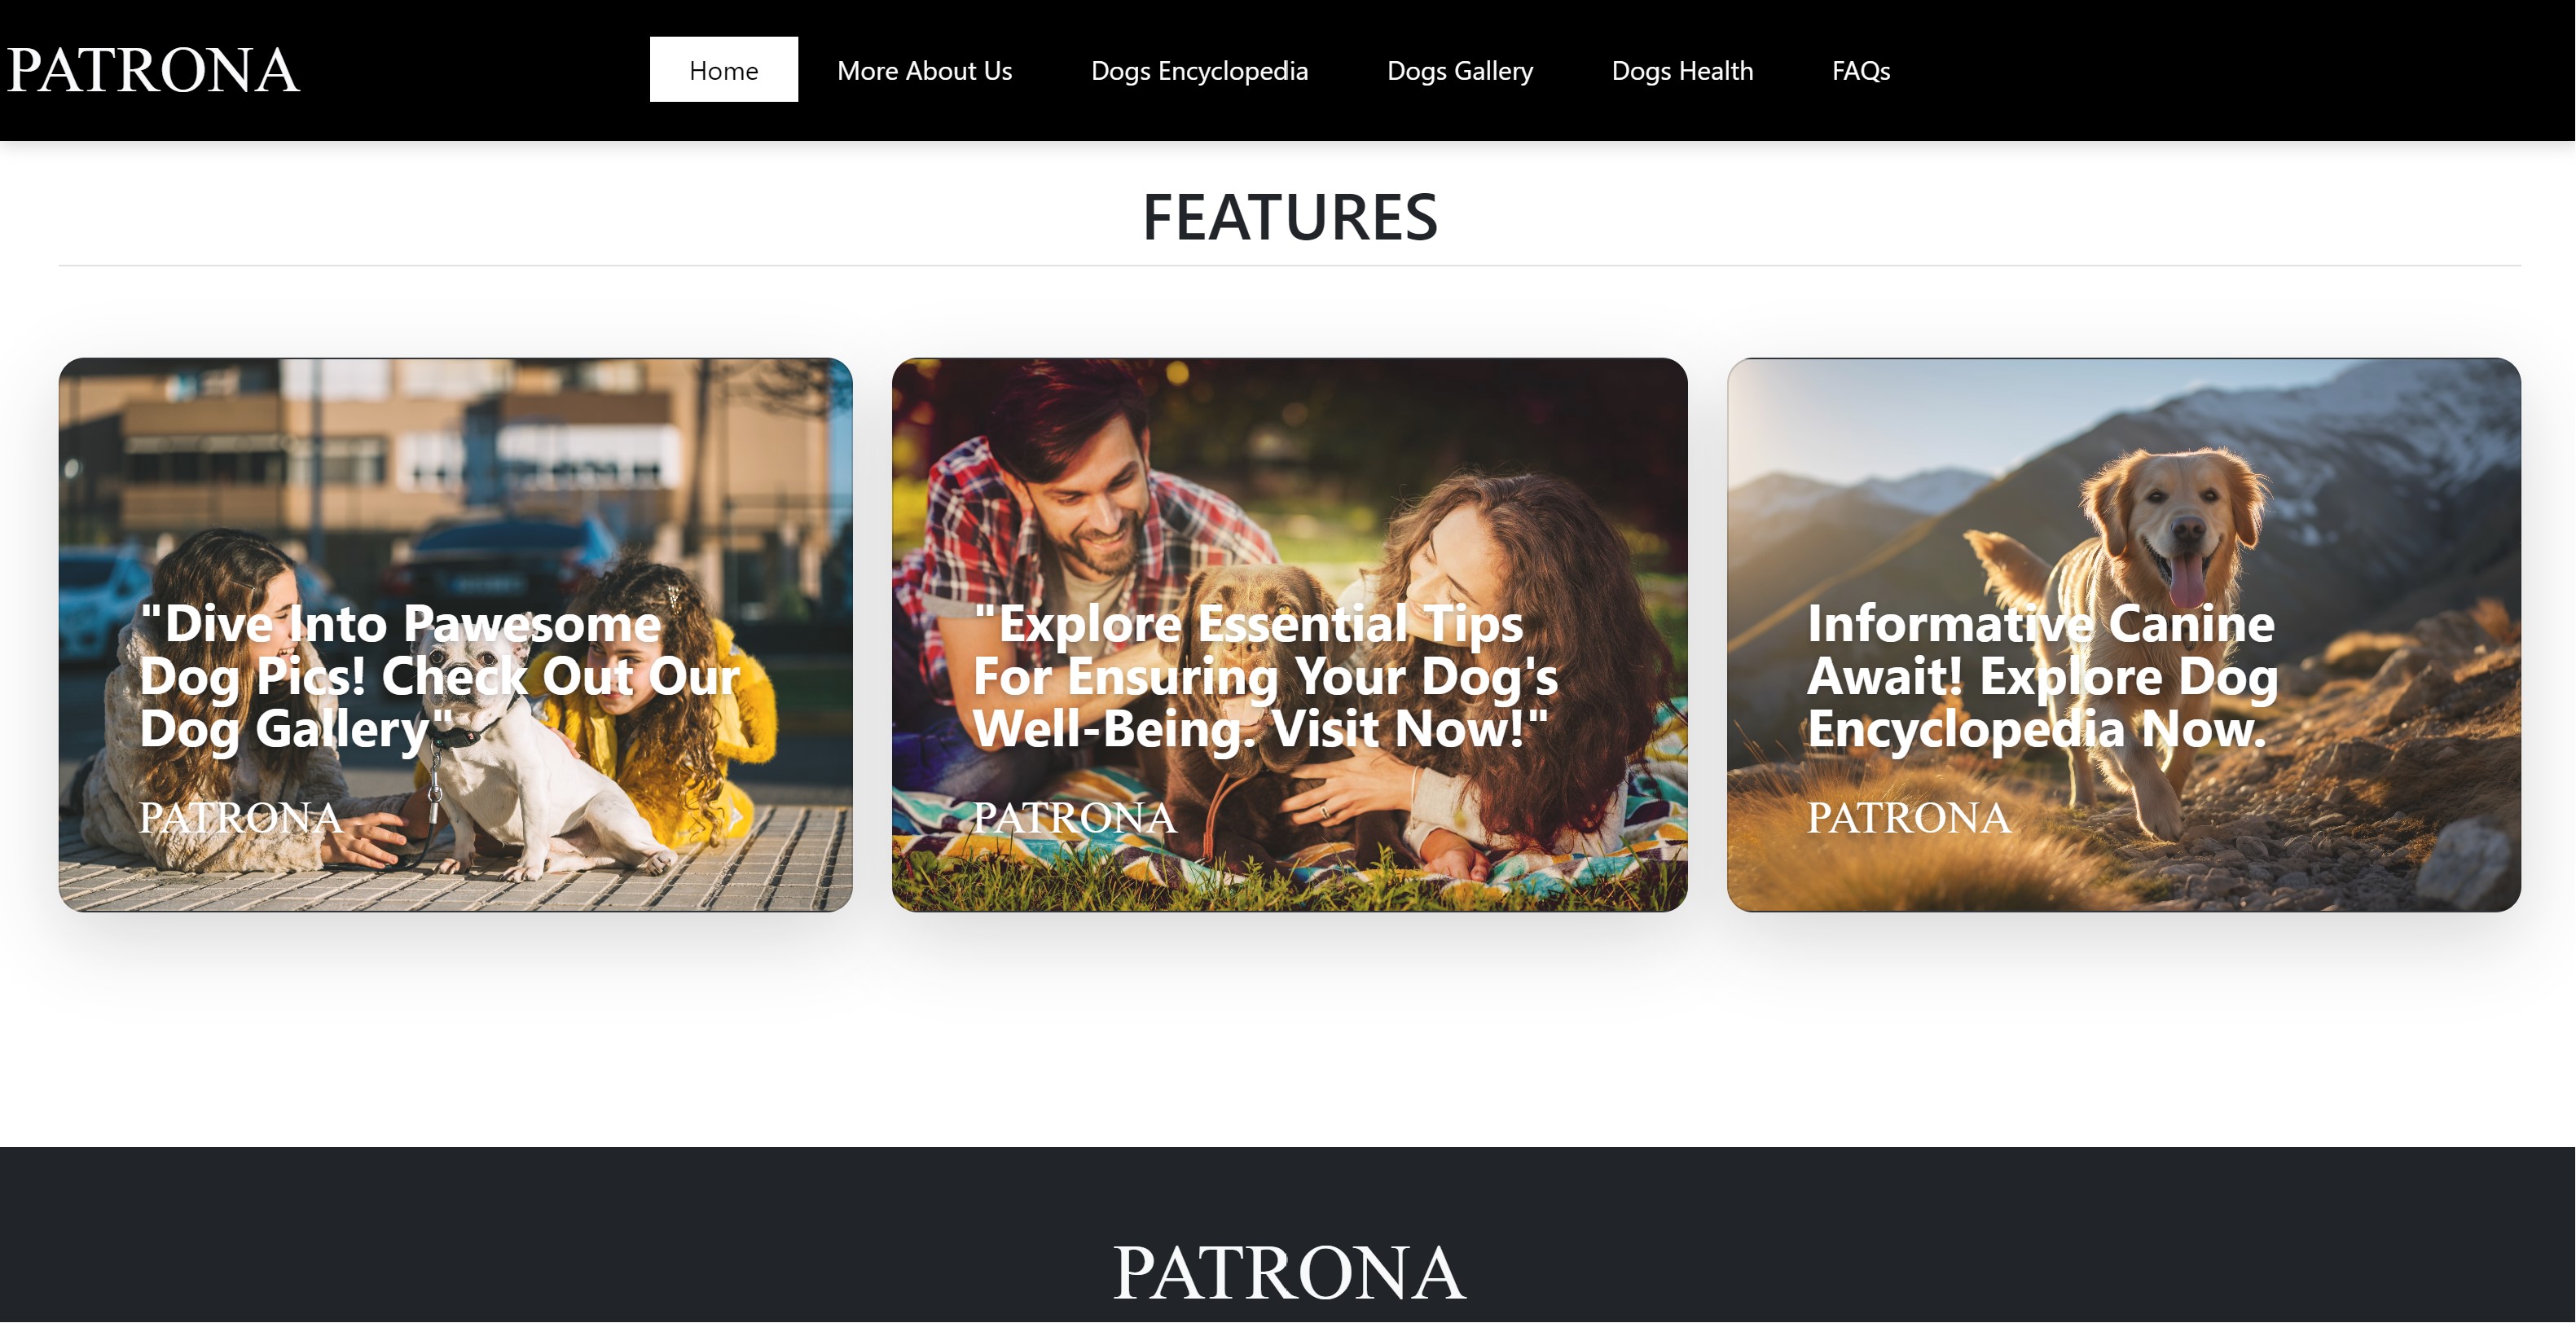 PATRONA
Home More About Us Dogs Encyclopedia Dogs Gallery Dogs Health FAQs
FEATURES
"Dive Into Pawesome
Dog Pics! Check Out Our
Dog Gallery"
PATRONA
"Explore Essential Tips
For Ensuring Your Dog's
Well-Being. Visit Now!"
PATRONA
Informative Canine
Await! Explore Dog
Encyclopedia Now.
PATRONA
PATRONA